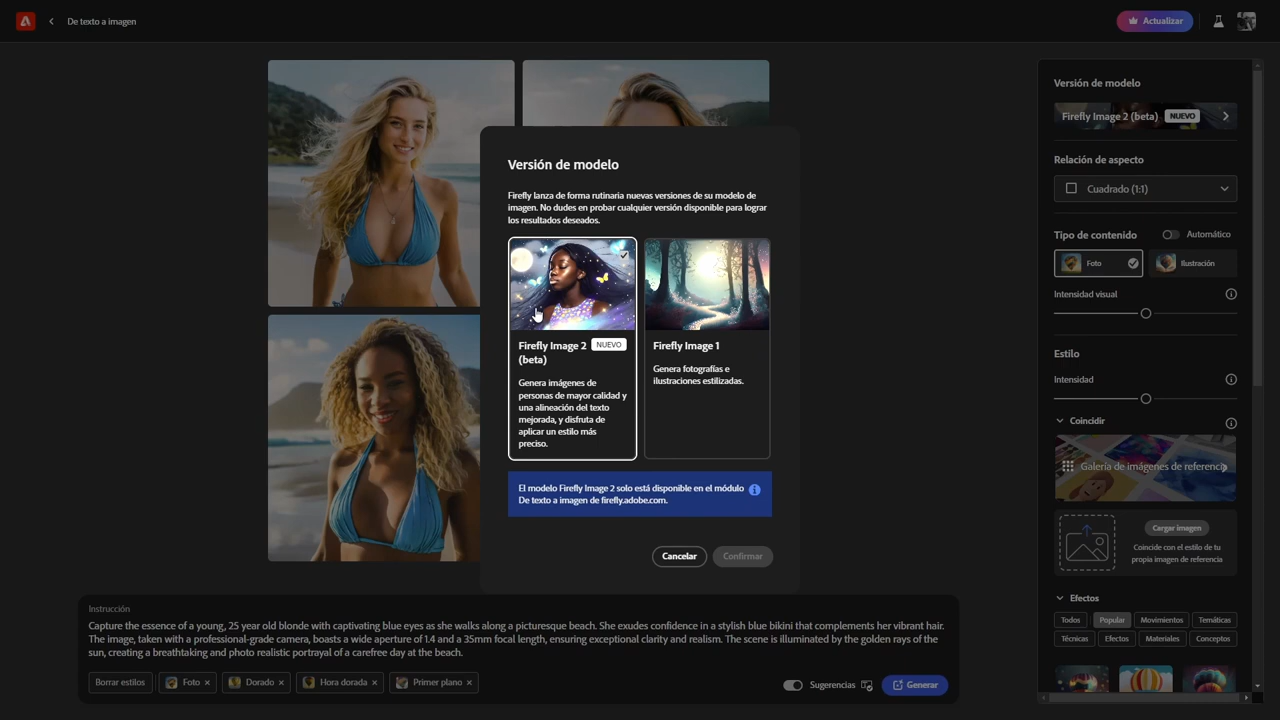 De texto a imagen
Actualizar
Versión de modelo
Firefly lanza de forma rutinaria nuevas versiones de su modelo de
imagen. No dudes en probar cualquier versión disponible para lograr
los resultados deseados.
Firefly Image 2 NUEVO
(beta)
Genera imágenes de
personas de mayor calidad y
una alineación del texto
mejorada, y disfruta de
aplicar un estilo más
preciso.
Firefly Image 1
Genera fotografías e
ilustraciones estilizadas.
El modelo Firefly Image 2 solo está disponible en el módulo
De texto a imagen de firefly.adobe.com.
Cancelar
Confirmar
Versión de modelo
Firefly Image 2 (beta) NUEVO
Relación de aspecto
Cuadrado (1:1)
Tipo de contenido
Automático
Foto
Ilustración
Intensidad visual
Estilo
Intensidad
Coincidir
Galería de imágenes de referencia
Cargar imagen
Coincide con el estilo de tu
propia imagen de referencia
Efectos
Todos Popular Movimientos Temáticas
Técnicas Efectos Materiales Conceptos
Instrucción
Capture the essence of a young, 25 year old blonde with captivating blue eyes as she walks along a picturesque beach. She exudes confidence in a stylish blue bikini that complements her vibrant hair.
The image, taken with a professional-grade camera, boasts a wide aperture of 1.4 and a 35mm focal length, ensuring exceptional clarity and realism. The scene is illuminated by the golden rays of the
sun, creating a breathtaking and photo realistic portrayal of a carefree day at the beach.
Borrar estilos Foto × Dorado × Hora dorada × Primer plano ×
Sugerencias
Generar